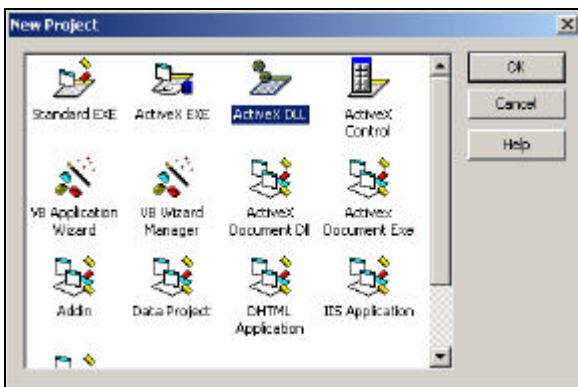 New Project
Standard EXE
ActiveX EXE
ActiveX DLL
ActiveX Control
OK
Cancel
Help
VB Application Wizard
VB Wizard Manager
ActiveX Document Dll
Activex Document Exe
Addin
Data Project
DHTML Application
IIS Application